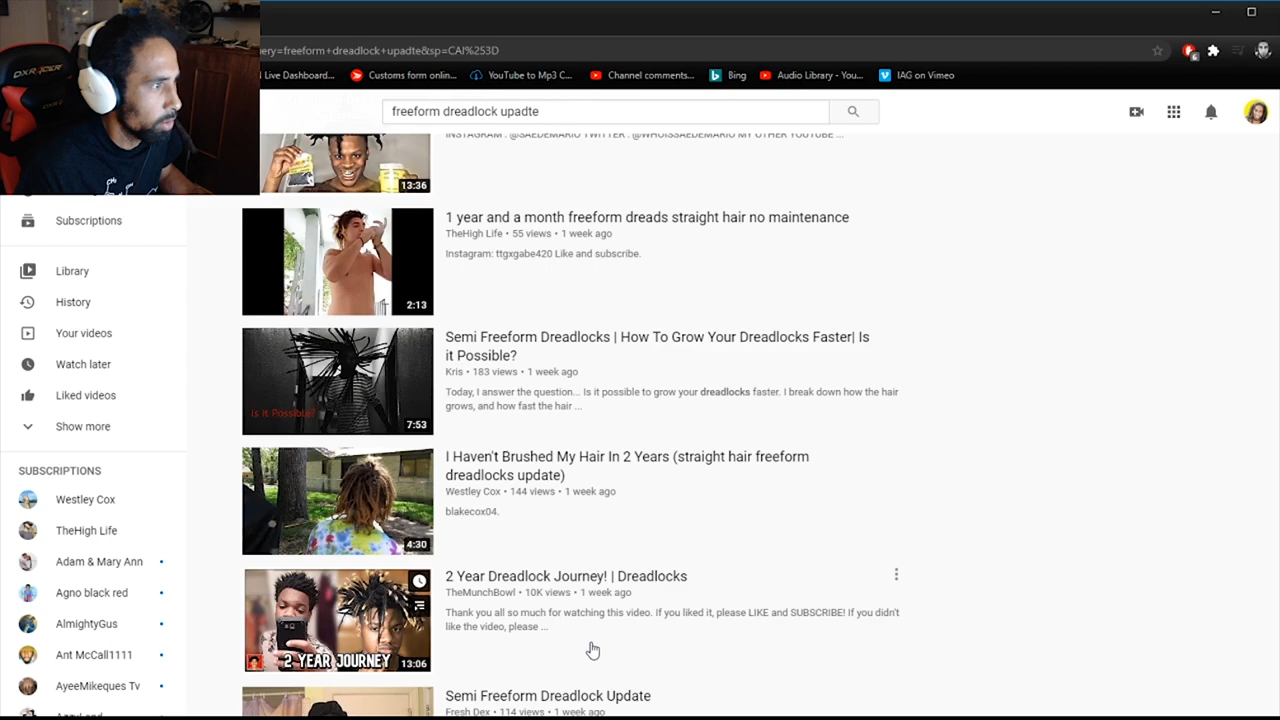 DXRACER
query=freeform+dreadlock+upadte&sp=CAI%253D
Live Dashboard...
Customs form onlin...
YouTube to Mp3 C...
Channel comments...
Bing
Audio Library - You...
IAG on Vimeo
freeform dreadlock upadte
INSTAGRAM . @SAEDEMARIO TWITTER . @WHOISSAEDEMARIO MY OTHER YOUTUBE ...
13:36
Subscriptions
Library
History
Your videos
Watch later
Liked videos
Show more
SUBSCRIPTIONS
Westley Cox
TheHigh Life
Adam & Mary Ann
Agno black red
AlmightyGus
Ant McCall1111
AyeeMikeques Tv
1 year and a month freeform dreads straight hair no maintenance
TheHigh Life • 55 views • 1 week ago
Instagram: ttgxgabe420 Like and subscribe.
2:13
Semi Freeform Dreadlocks | How To Grow Your Dreadlocks Faster| Is
it Possible?
Kris • 183 views • 1 week ago
Today, I answer the question... Is it possible to grow your dreadlocks faster. I break down how the hair
grows, and how fast the hair ...
Is It Possible?
7:53
I Haven't Brushed My Hair In 2 Years (straight hair freeform
dreadlocks update)
Westley Cox • 144 views • 1 week ago
blakecox04.
4:30
2 Year Dreadlock Journey! | Dreadlocks
TheMunchBowl • 10K views • 1 week ago
Thank you all so much for watching this video. If you liked it, please LIKE and SUBSCRIBE! If you didn't
like the video, please ...
2 YEAR JOURNEY
13:06
Semi Freeform Dreadlock Update
Fresh Dex • 114 views • 1 week ago